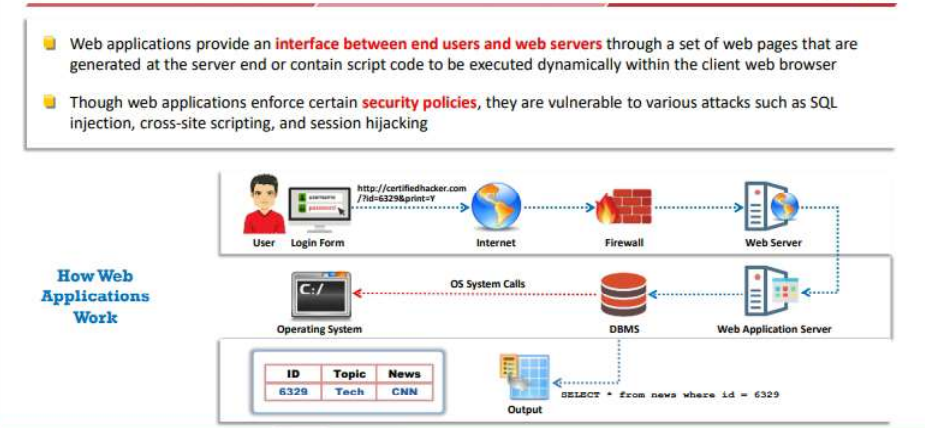 Web applications provide an interface between end users and web servers through a set of web pages that are
generated at the server end or contain script code to be executed dynamically within the client web browser
Though web applications enforce certain security policies, they are vulnerable to various attacks such as SQL
injection, cross-site scripting, and session hijacking
http://certifiedhacker.com
/?id=6329&print=Y
username
password
User
Login Form
Internet
Firewall
Web Server
How Web
Applications
Work
C:/
OS System Calls
Operating System
DBMS
Web Application Server
ID Topic News
6329 Tech CNN
Output
SELECT * from news where id = 6329